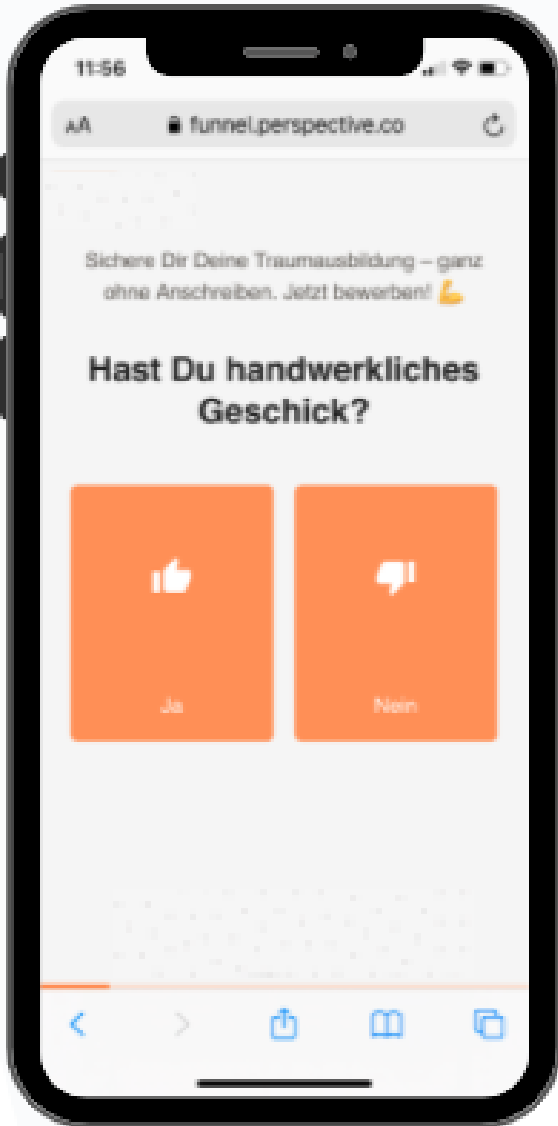 11:56
AA funnel.perspective.co
Sichere Dir Deine Traumausbildung – ganz
ohne Anschreiben. Jetzt bewerben! 💪
Hast Du handwerkliches
Geschick?
Ja Nein